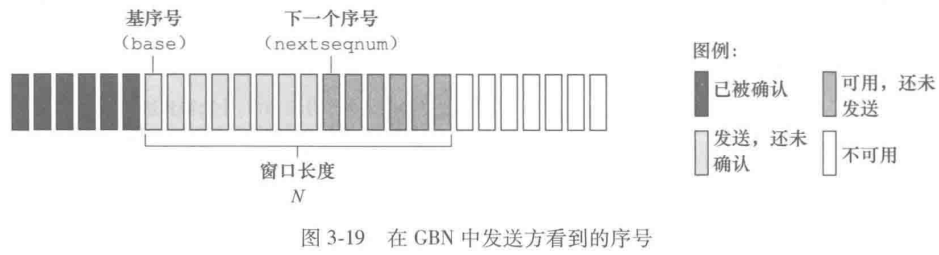 基序号
(base)
下一个序号
(nextseqnum)
窗口长度
N
图例:
已被确认
可用，还未
发送
发送，还未
确认
不可用
图 3-19 在 GBN 中发送方看到的序号